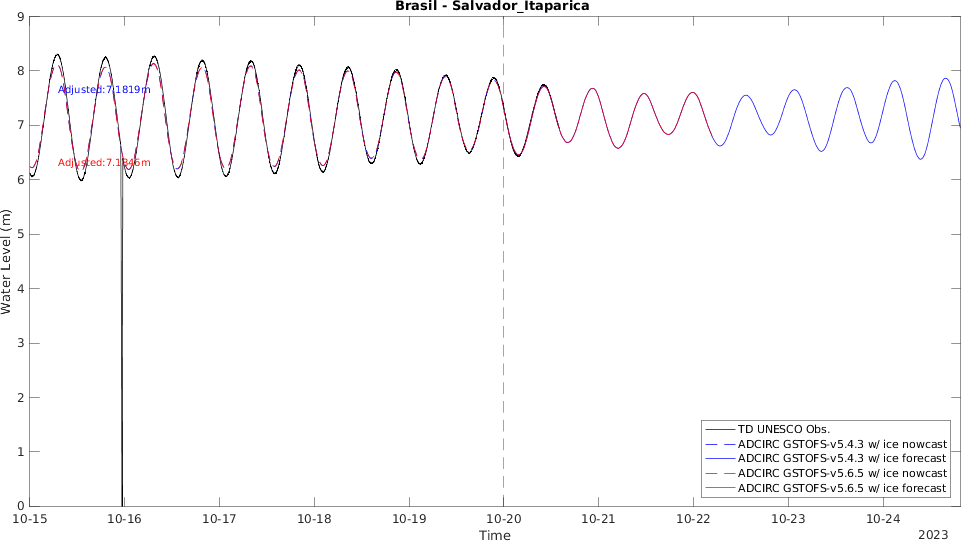 Brasil - Salvador_Itaparica
9
8
7
6
5
4
3
2
1
0
Water Level (m)
Adjusted:7.1819m
Adjusted:7.1846m
TD UNESCO Obs.
ADCIRC GSTOFS-v5.4.3 w/ ice nowcast
ADCIRC GSTOFS-v5.4.3 w/ ice forecast
ADCIRC GSTOFS-v5.6.5 w/ ice nowcast
ADCIRC GSTOFS-v5.6.5 w/ ice forecast
10-15 10-16 10-17 10-18 10-19 10-20 10-21 10-22 10-23 10-24
Time
2023